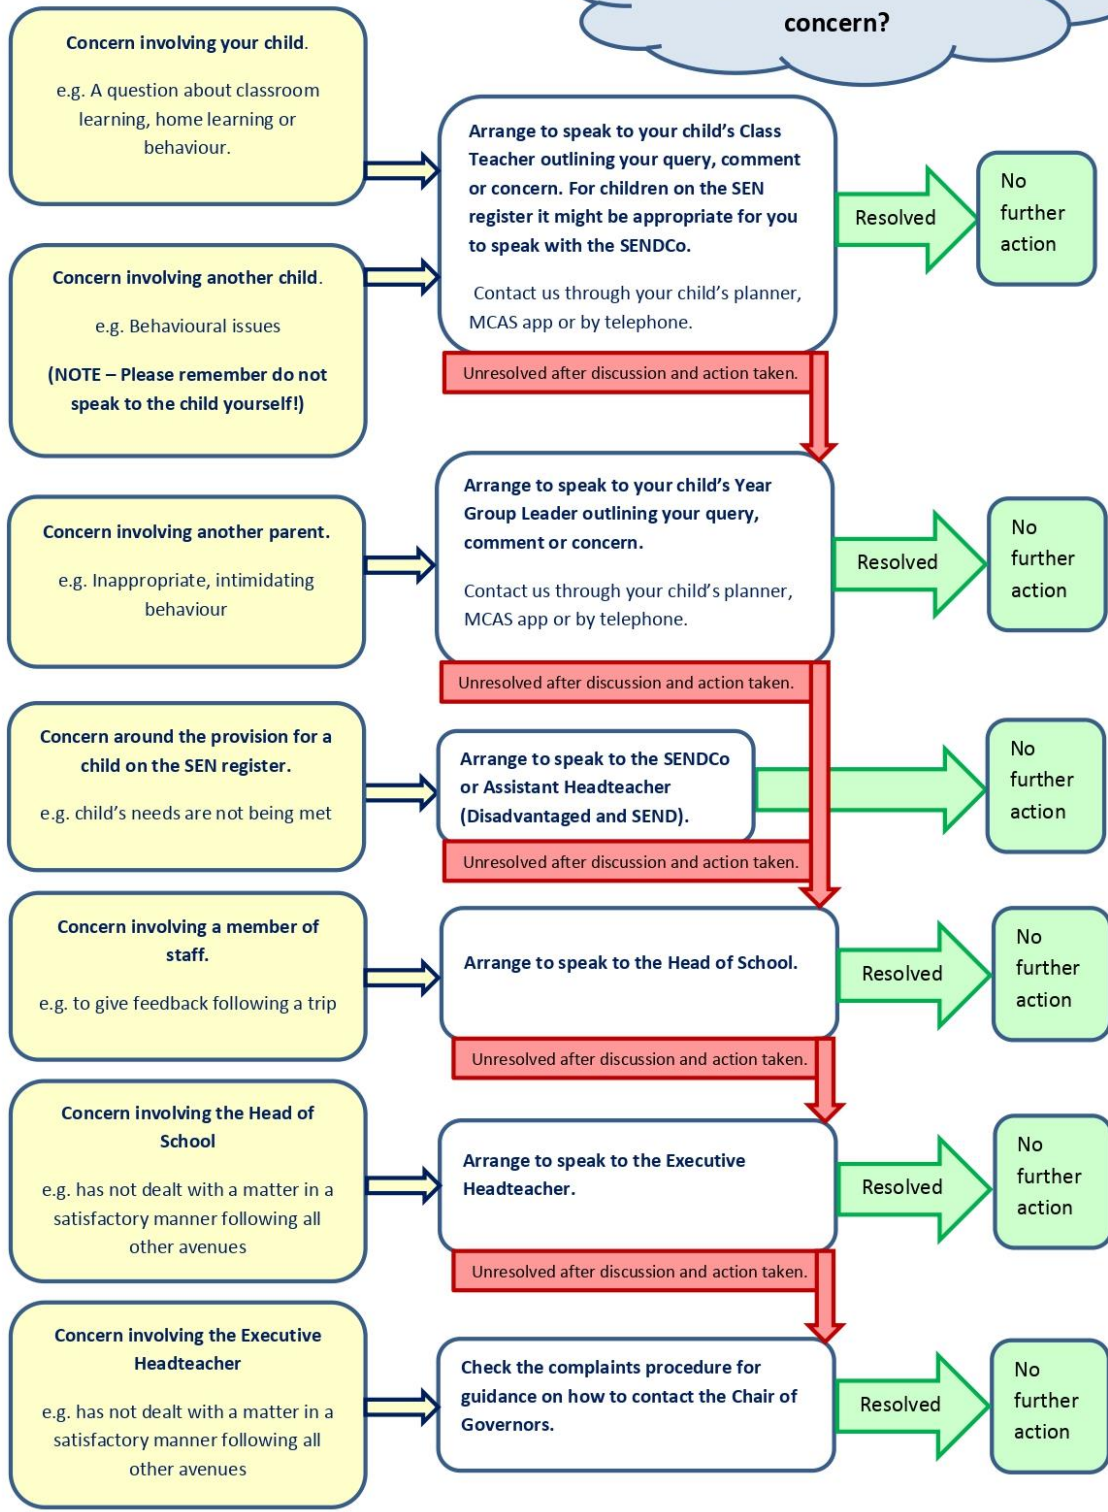 concern?
Concern involving your child.
e.g. A question about classroom
learning, home learning or
behaviour.
Arrange to speak to your child’s Class
Teacher outlining your query, comment
or concern. For children on the SEN
register it might be appropriate for you
to speak with the SENDCo.
Contact us through your child’s planner,
MCAS app or by telephone.
Resolved
No
further
action
Concern involving another child.
e.g. Behavioural issues
(NOTE – Please remember do not
speak to the child yourself!)
Unresolved after discussion and action taken.
Concern involving another parent.
e.g. Inappropriate, intimidating
behaviour
Arrange to speak to your child’s Year
Group Leader outlining your query,
comment or concern.
Contact us through your child’s planner,
MCAS app or by telephone.
Resolved
No
further
action
Unresolved after discussion and action taken.
Concern around the provision for a
child on the SEN register.
e.g. child’s needs are not being met
Arrange to speak to the SENDCo
or Assistant Headteacher
(Disadvantaged and SEND).
No
further
action
Unresolved after discussion and action taken.
Concern involving a member of
staff.
e.g. to give feedback following a trip
Arrange to speak to the Head of School.
Resolved
No
further
action
Unresolved after discussion and action taken.
Concern involving the Head of
School
e.g. has not dealt with a matter in a
satisfactory manner following all
other avenues
Arrange to speak to the Executive
Headteacher.
Resolved
No
further
action
Unresolved after discussion and action taken.
Concern involving the Executive
Headteacher
e.g. has not dealt with a matter in a
satisfactory manner following all
other avenues
Check the complaints procedure for
guidance on how to contact the Chair of
Governors.
Resolved
No
further
action